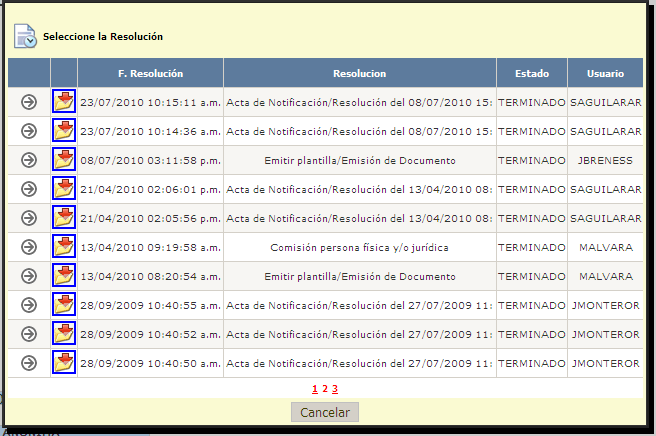 Seleccione la Resolución
F. Resolución Resolucion Estado Usuario
23/07/2010 10:15:11 a.m. Acta de Notificación/Resolución del 08/07/2010 15: TERMINADO SAGUILARAR
23/07/2010 10:14:36 a.m. Acta de Notificación/Resolución del 08/07/2010 15: TERMINADO SAGUILARAR
08/07/2010 03:11:58 p.m. Emitir plantilla/Emisión de Documento TERMINADO JBRENESS
21/04/2010 02:06:01 p.m. Acta de Notificación/Resolución del 13/04/2010 08: TERMINADO SAGUILARAR
21/04/2010 02:05:56 p.m. Acta de Notificación/Resolución del 13/04/2010 08: TERMINADO SAGUILARAR
13/04/2010 09:19:58 a.m. Comisión persona física y/o jurídica TERMINADO MALVARA
13/04/2010 08:20:54 a.m. Emitir plantilla/Emisión de Documento TERMINADO MALVARA
28/09/2009 10:40:55 a.m. Acta de Notificación/Resolución del 27/07/2009 11: TERMINADO JMONTEROR
28/09/2009 10:40:52 a.m. Acta de Notificación/Resolución del 27/07/2009 11: TERMINADO JMONTEROR
28/09/2009 10:40:50 a.m. Acta de Notificación/Resolución del 27/07/2009 11: TERMINADO JMONTEROR
1 2 3
Cancelar